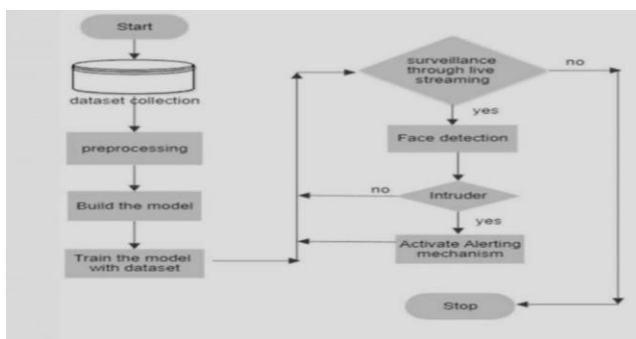 Start
dataset collection
preprocessing
Build the model
Train the model
with dataset
surveillance
through live
streaming
no
yes
Face detection
no
Intruder
yes
Activate Alerting
mechanism
Stop